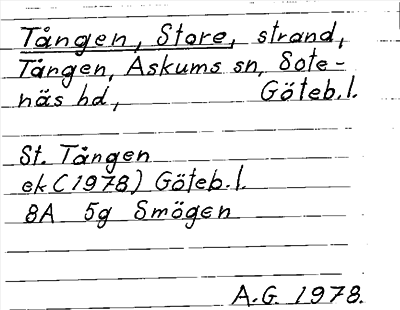 Tången, Store, strand,
Tången, Askums sn, Sote-
näs hd, Göteb.l.
St. Tången
ek (1978) Göteb.l.
8A 5g Smögen
A.G. 1978.